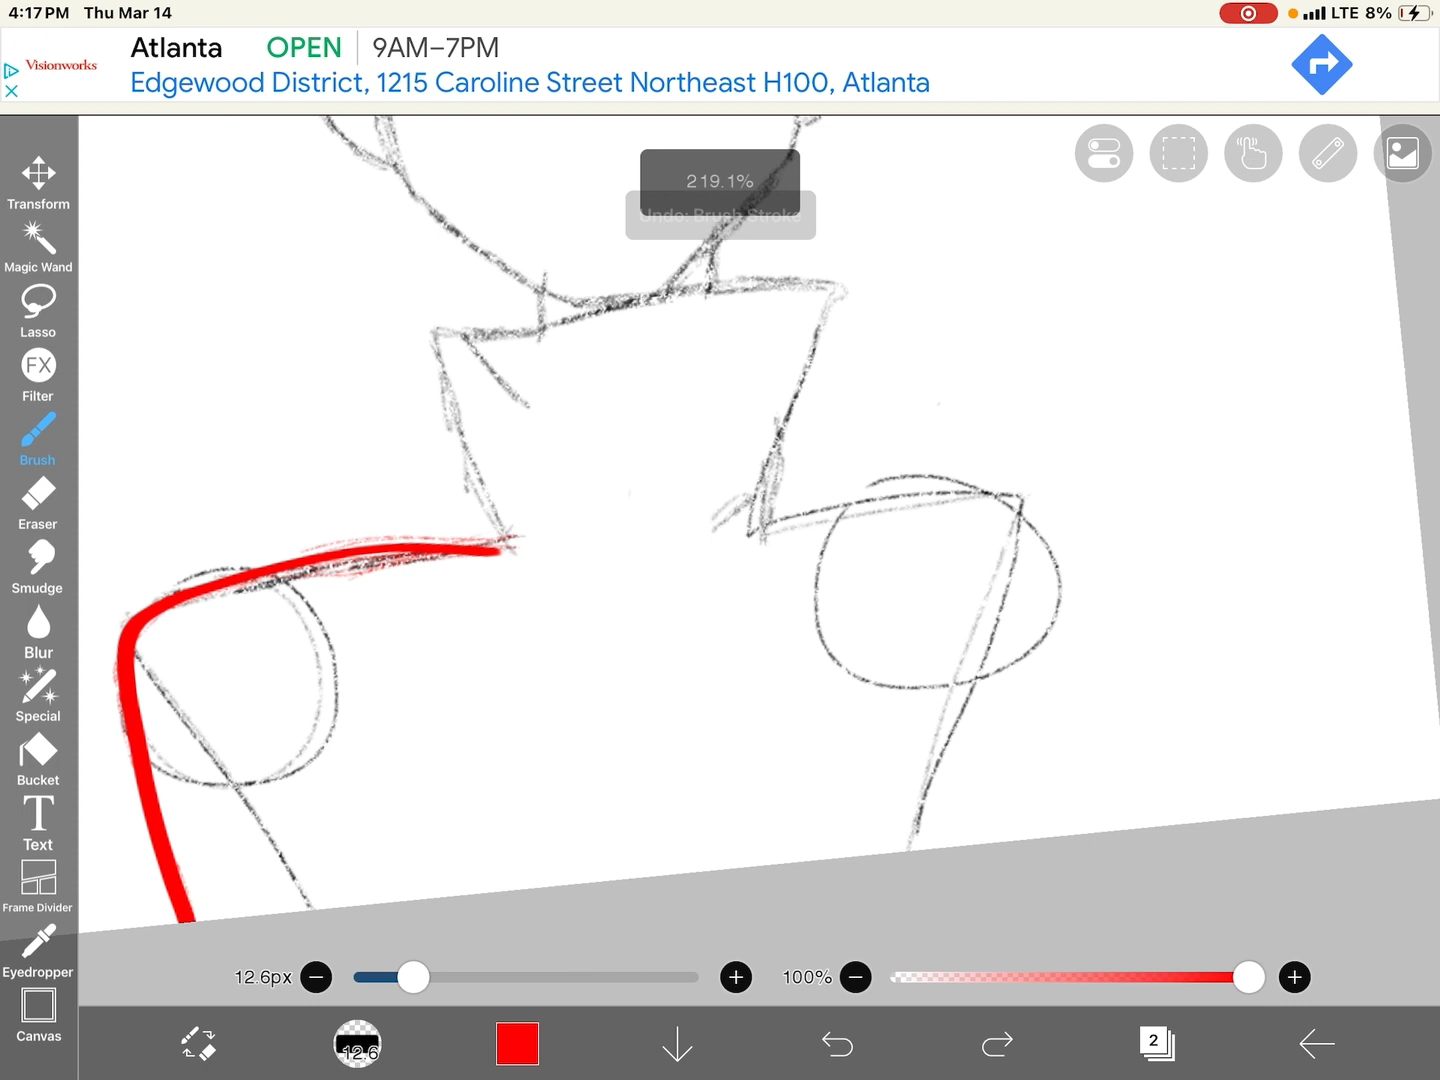 4:17PM Thu Mar 14
LTE 8%
Visionworks
Atlanta OPEN 9AM–7PM
Edgewood District, 1215 Caroline Street Northeast H100, Atlanta
219.1%
Undo: Brush Stroke
Transform
Magic Wand
Lasso
FX
Filter
Brush
Eraser
Smudge
Blur
Special
Bucket
T
Text
Frame Divider
Eyedropper
Canvas
12.6px
100%
12.6
2